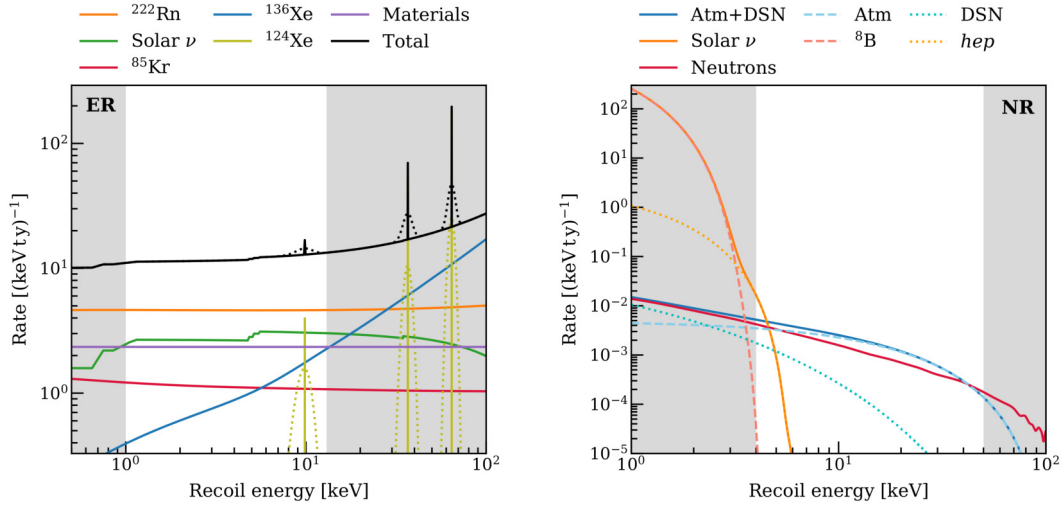 ²²²Rn
Solar ν
⁸⁵Kr
¹³⁶Xe
¹²⁴Xe
Materials
Total
ER
10²
10¹
10⁰
10⁰
10¹
10²
Rate [(keV t y)⁻¹]
Recoil energy [keV]
Atm+DSN
Solar ν
Neutrons
Atm
⁸B
DSN
hep
NR
10²
10¹
10⁰
10⁻¹
10⁻²
10⁻³
10⁻⁴
10⁻⁵
10⁰
10¹
10²
Rate [(keV t y)⁻¹]
Recoil energy [keV]